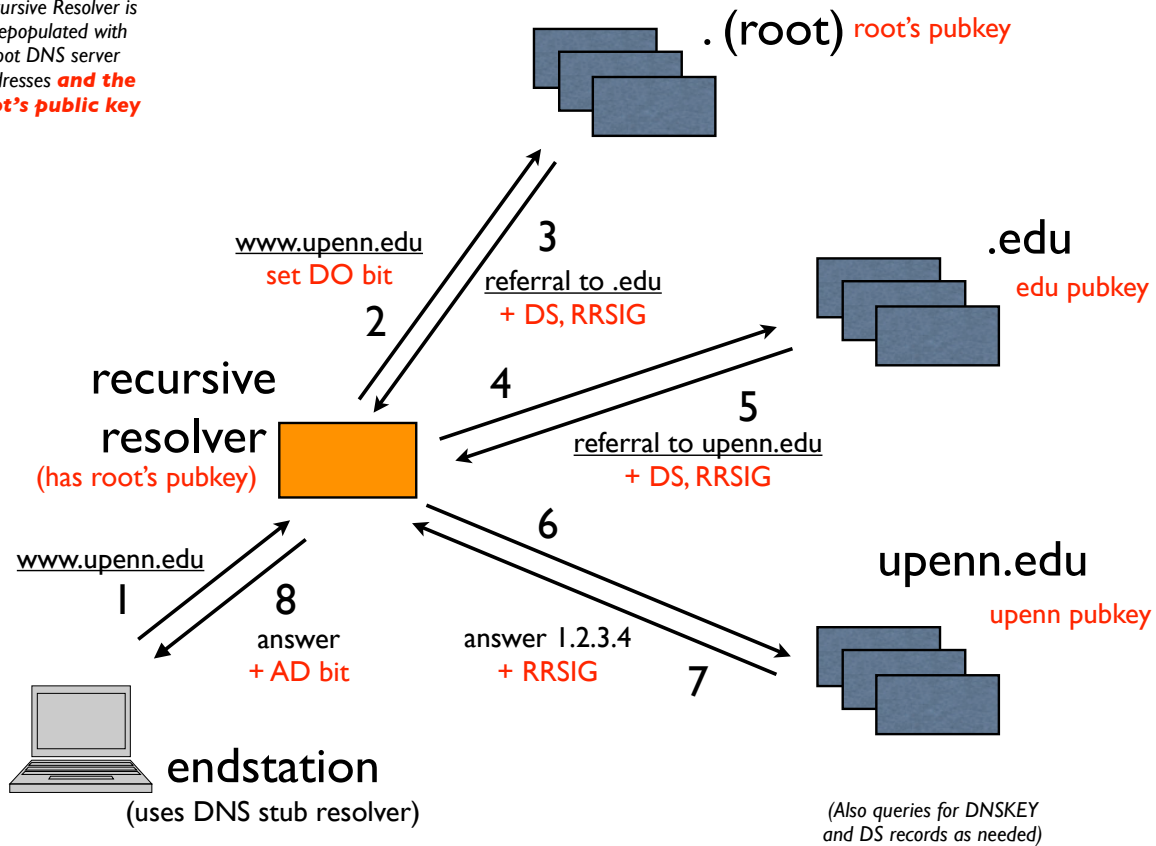 Resolver is
with
root DNS server
and the
public key
. (root) root's pubkey
www.upenn.edu
set DO bit
2
3
referral to .edu
+ DS, RRSIG
.edu
edu pubkey
recursive
resolver
(has root's pubkey)
4
5
referral to upenn.edu
+ DS, RRSIG
www.upenn.edu
1
8
answer
+ AD bit
6
answer 1.2.3.4
+ RRSIG
7
upenn.edu
upenn pubkey
endstation
(uses DNS stub resolver)
(Also queries for DNSKEY
and DS records as needed)